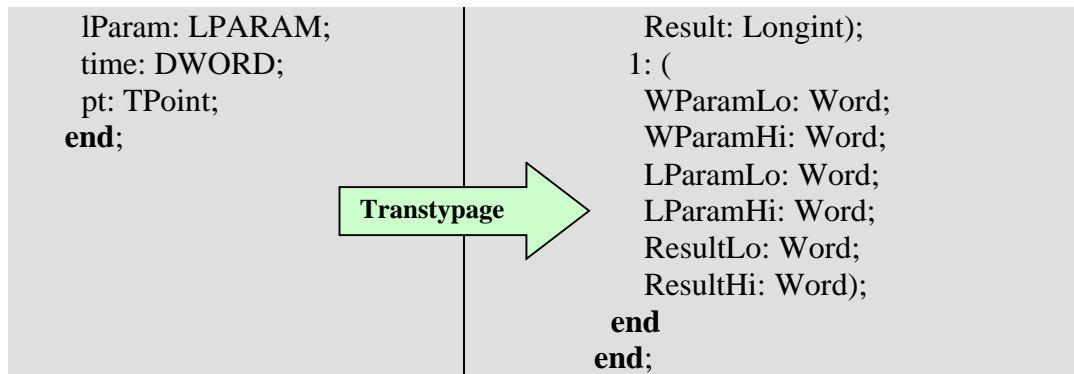 lParam: LPARAM;
time: DWORD;
pt: TPoint;
end;
Transtypage
Result: Longint);
1: (
WParamLo: Word;
WParamHi: Word;
LParamLo: Word;
LParamHi: Word;
ResultLo: Word;
ResultHi: Word);
end
end;